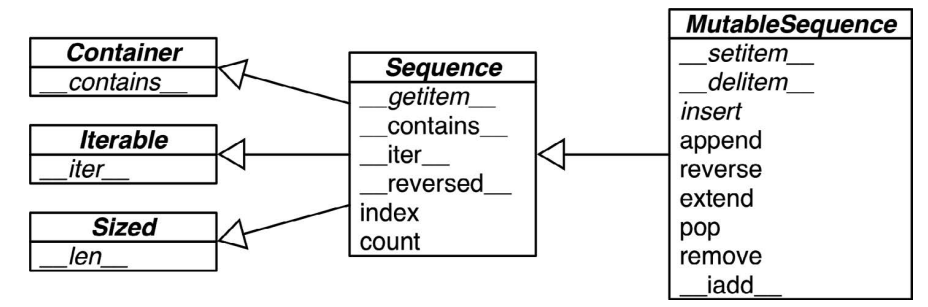 Container
__contains__
Iterable
__iter__
Sized
__len__
Sequence
__getitem__
__contains__
__iter__
__reversed__
index
count
MutableSequence
__setitem__
__delitem__
insert
append
reverse
extend
pop
remove
__iadd__